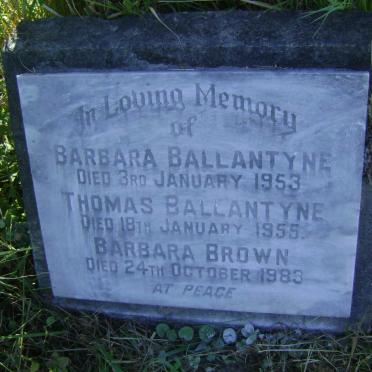 In Loving Memory
of
BARBARA BALLANTYNE
DIED 3RD JANUARY 1953
THOMAS BALLANTYNE
DIED 18TH JANUARY 1955.
BARBARA BROWN
DIED 24TH OCTOBER 1983
AT PEACE